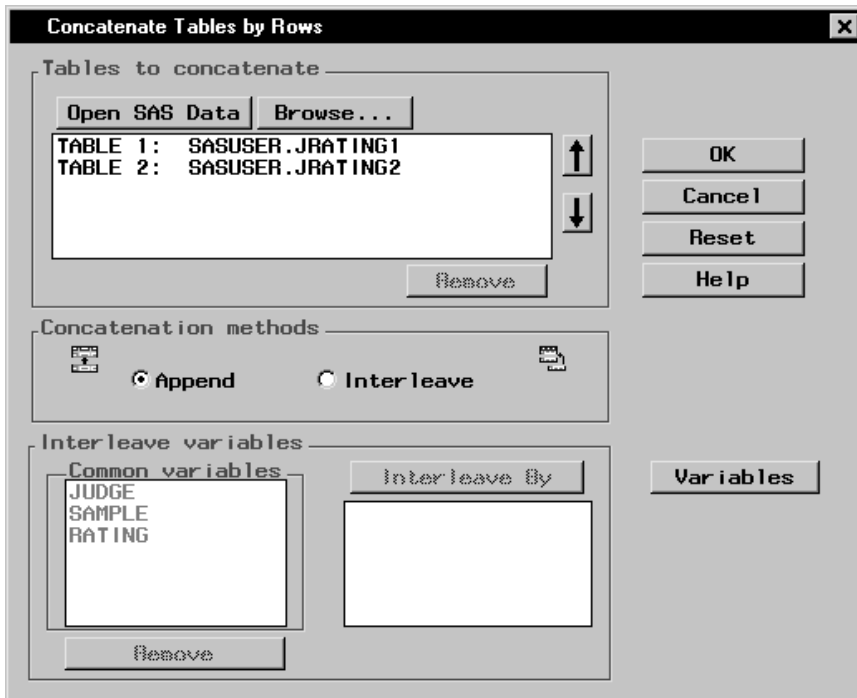 Concatenate Tables by Rows
Tables to concatenate
Open SAS Data Browse...
TABLE 1: SASUSER.JRATING1
TABLE 2: SASUSER.JRATING2
Remove
OK
Cancel
Reset
Help
Concatenation methods
Append Interleave
Interleave variables
Common variables
JUDGE
SAMPLE
RATING
Remove
Interleave By
Variables